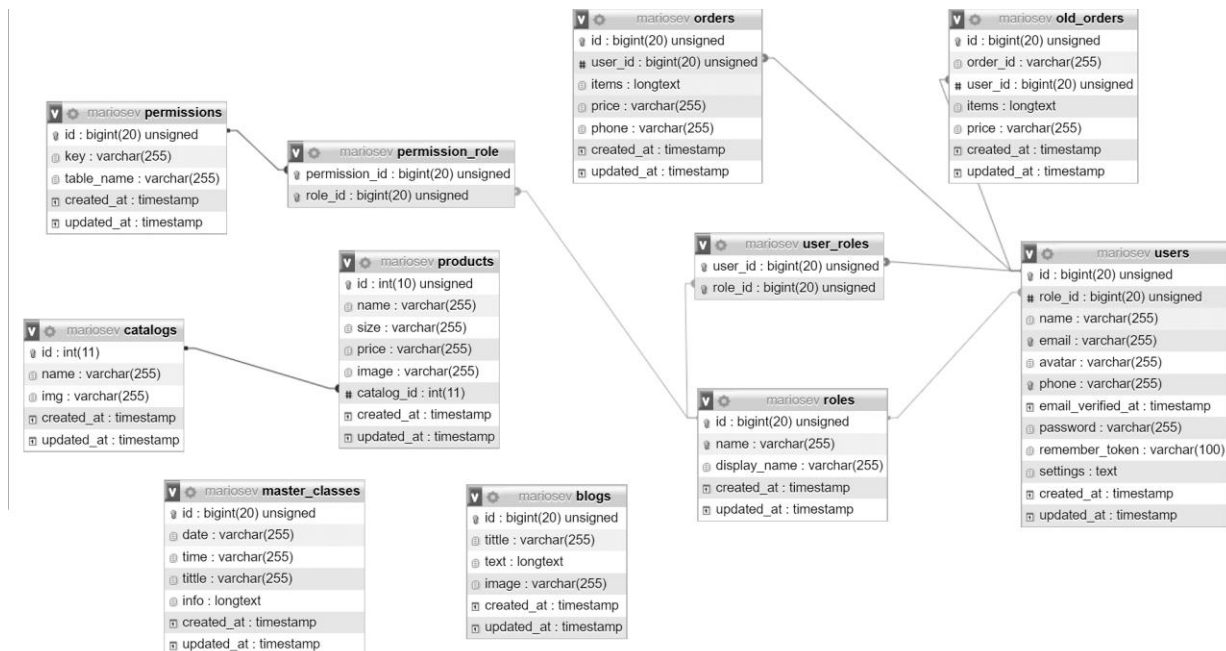 mariosev permissions
id : bigint(20) unsigned
key : varchar(255)
table_name : varchar(255)
created_at : timestamp
updated_at : timestamp
mariosev permission_role
permission_id : bigint(20) unsigned
role_id : bigint(20) unsigned
mariosev orders
id : bigint(20) unsigned
user_id : bigint(20) unsigned
items : longtext
price : varchar(255)
phone : varchar(255)
created_at : timestamp
updated_at : timestamp
mariosev old_orders
id : bigint(20) unsigned
order_id : varchar(255)
user_id : bigint(20) unsigned
items : longtext
price : varchar(255)
created_at : timestamp
updated_at : timestamp
mariosev catalogs
id : int(11)
name : varchar(255)
img : varchar(255)
created_at : timestamp
updated_at : timestamp
mariosev products
id : int(10) unsigned
name : varchar(255)
size : varchar(255)
price : varchar(255)
image : varchar(255)
catalog_id : int(11)
created_at : timestamp
updated_at : timestamp
mariosev user_roles
user_id : bigint(20) unsigned
role_id : bigint(20) unsigned
mariosev users
id : bigint(20) unsigned
role_id : bigint(20) unsigned
name : varchar(255)
email : varchar(255)
avatar : varchar(255)
phone : varchar(255)
email_verified_at : timestamp
password : varchar(255)
remember_token : varchar(100)
settings : text
created_at : timestamp
updated_at : timestamp
mariosev roles
id : bigint(20) unsigned
name : varchar(255)
display_name : varchar(255)
created_at : timestamp
updated_at : timestamp
mariosev master_classes
id : bigint(20) unsigned
date : varchar(255)
time : varchar(255)
tittle : varchar(255)
info : longtext
created_at : timestamp
updated_at : timestamp
mariosev blogs
id : bigint(20) unsigned
tittle : varchar(255)
text : longtext
image : varchar(255)
created_at : timestamp
updated_at : timestamp